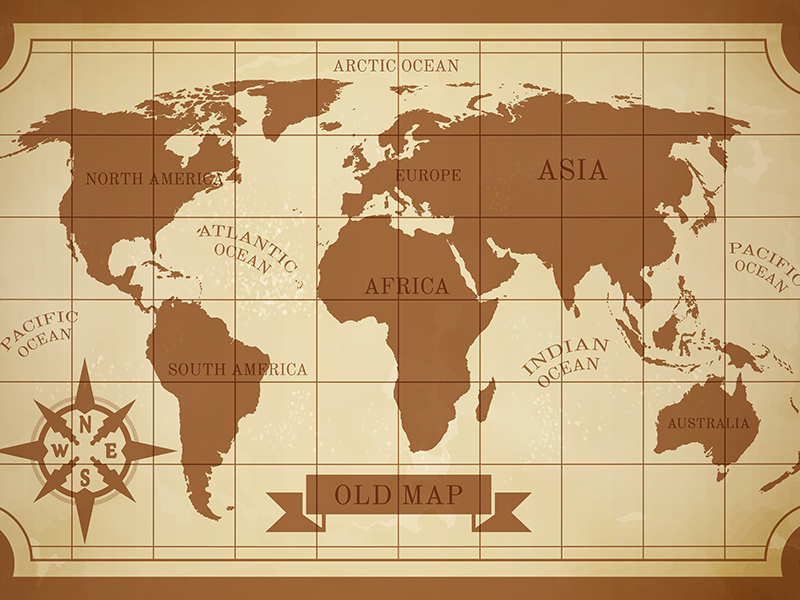 ARCTIC OCEAN
NORTH AMERICA
EUROPE
ASIA
ATLANTIC
OCEAN
PACIFIC
OCEAN
AFRICA
PACIFIC
OCEAN
INDIAN
OCEAN
SOUTH AMERICA
AUSTRALIA
N
W E
S
OLD MAP